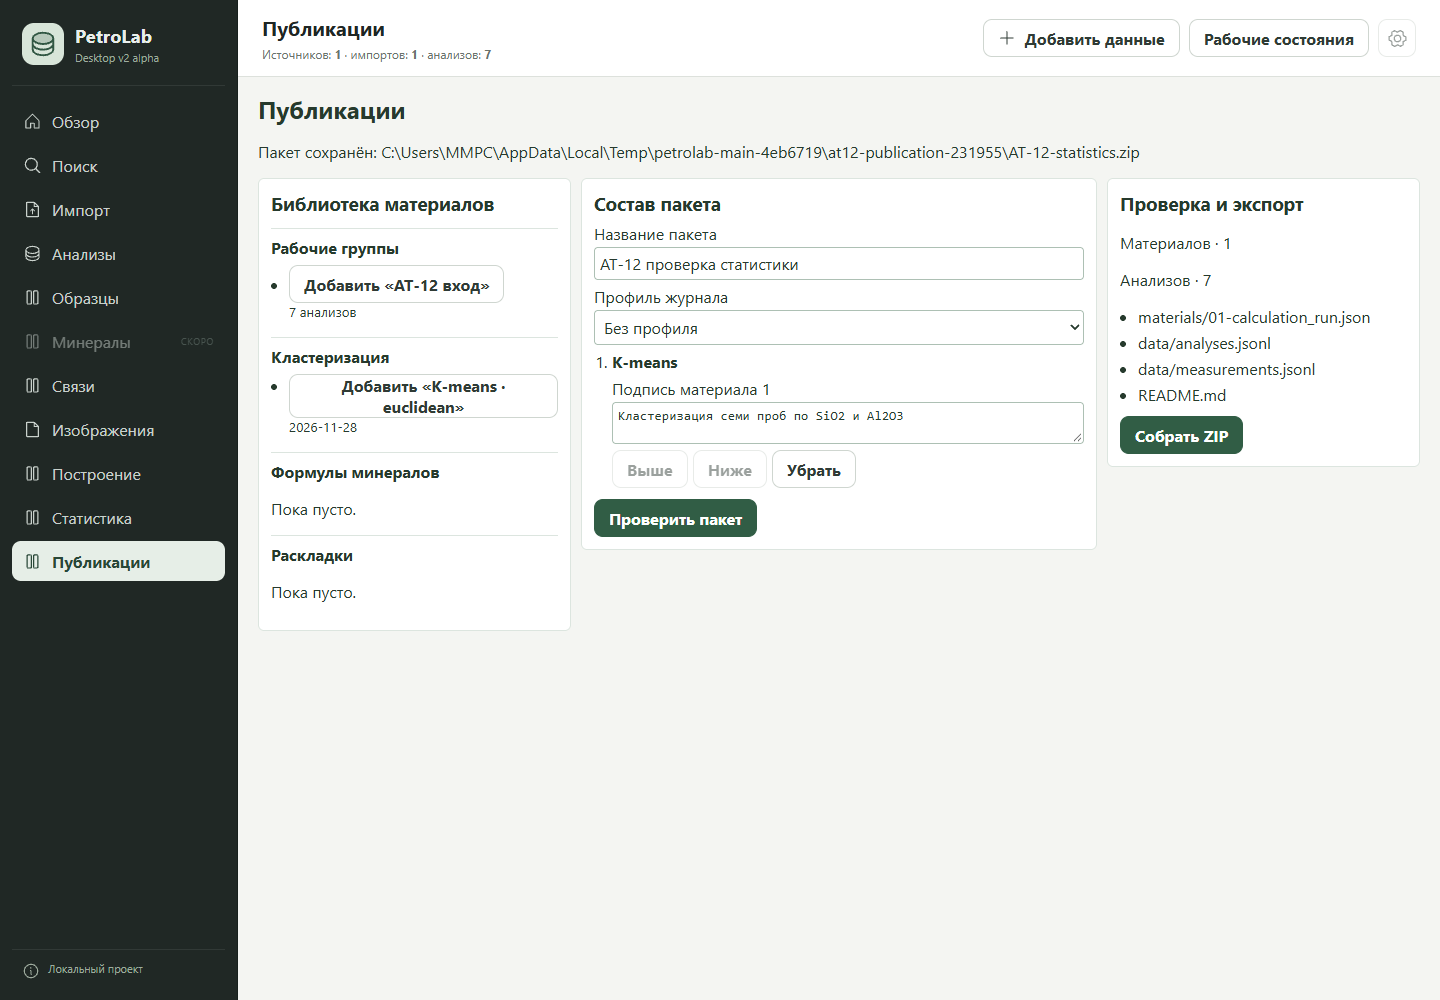 PetroLab
Desktop v2 alpha
Обзор
Поиск
Импорт
Анализы
Образцы
Минералы СКОРО
Связи
Изображения
Построение
Статистика
Публикации
Локальный проект
Публикации
Источников: 1 · импортов: 1 · анализов: 7
Добавить данные
Рабочие состояния
Публикации
Пакет сохранён: C:\Users\MMPC\AppData\Local\Temp\petrolab-main-4eb6719\at12-publication-231955\AT-12-statistics.zip
Библиотека материалов
Рабочие группы
Добавить «AT-12 вход»
7 анализов
Кластеризация
Добавить «K-means ·
euclidean»
2026-11-28
Формулы минералов
Пока пусто.
Раскладки
Пока пусто.
Состав пакета
Название пакета
AT-12 проверка статистики
Профиль журнала
Без профиля
1. K-means
Подпись материала 1
Кластеризация семи проб по SiO2 и Al2O3
Выше
Ниже
Убрать
Проверить пакет
Проверка и экспорт
Материалов · 1
Анализов · 7
materials/01-calculation_run.json
data/analyses.jsonl
data/measurements.jsonl
README.md
Собрать ZIP